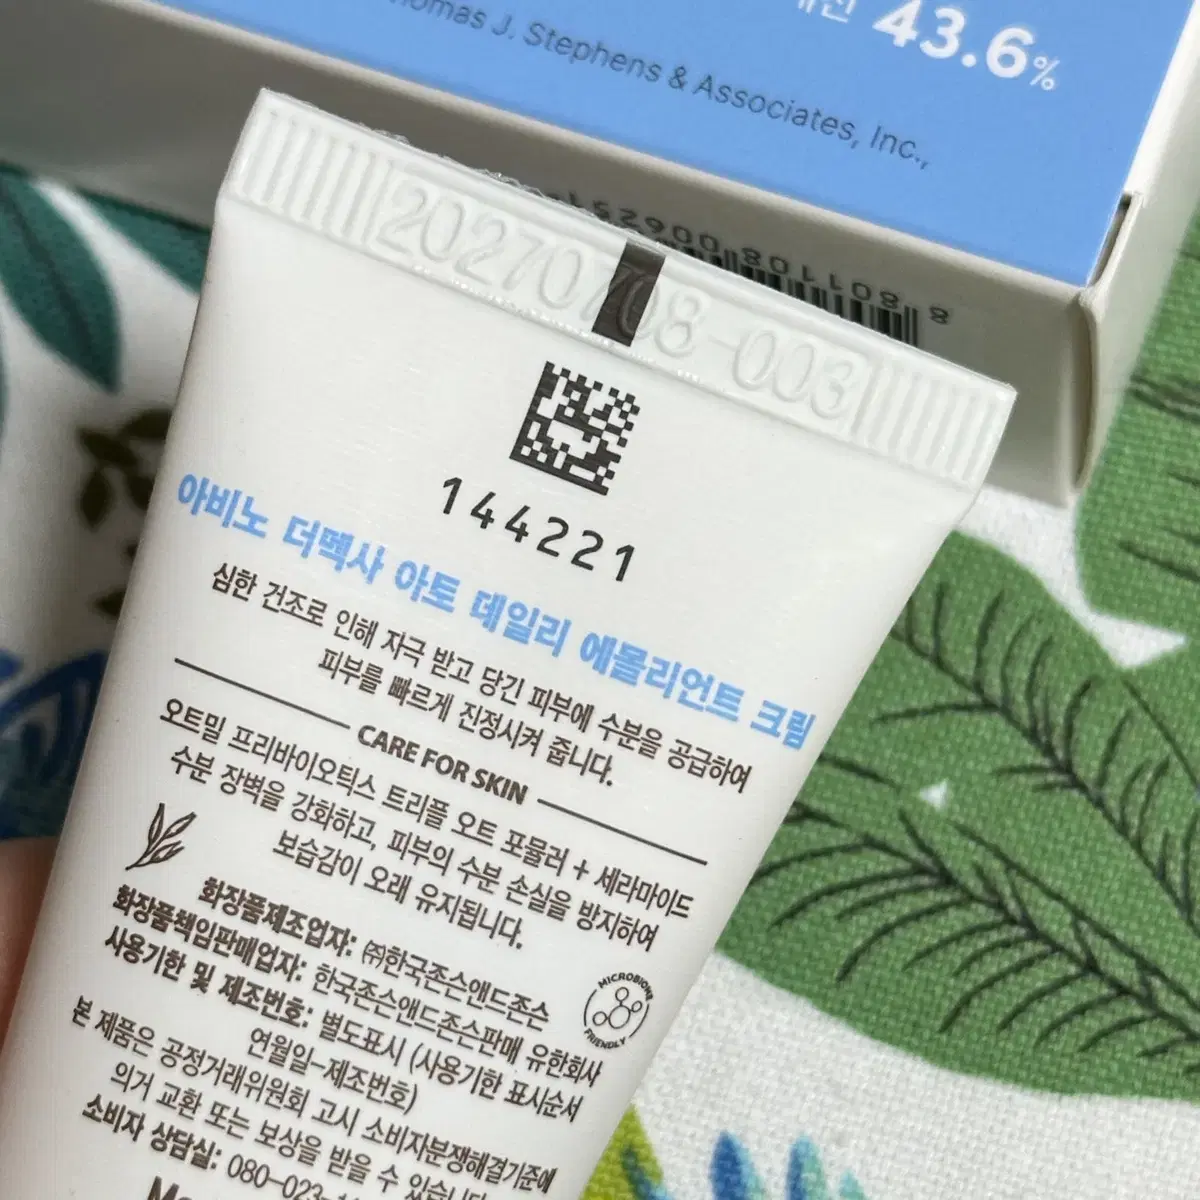 43.6%
Thomas J. Stephens & Associates, Inc.,
20270708-003
144221
아비노 더멕사 아토 데일리 에몰리언트 크림
심한 건조로 인해 자극 받고 당긴 피부에 수분을 공급하여
피부를 빠르게 진정시켜 줍니다.
CARE FOR SKIN
오트밀 프리바이오틱스 트리플 오트 포뮬러 + 세라마이드
수분 장벽을 강화하고, 피부의 수분 손실을 방지하여
보습감이 오래 유지됩니다.
화장품제조업자: ㈜한국존슨앤드존슨
화장품책임판매업자: 한국존슨앤드존슨판매 유한회사
사용기한 및 제조번호: 별도표시 (사용기한 표시순서
연월일-제조번호)
본 제품은 공정거래위원회 고시 소비자분쟁해결기준에
의거 교환 또는 보상을 받을 수 있습니다
소비자 상담실: 080-023-
MICROBIOME
FRIENDLY